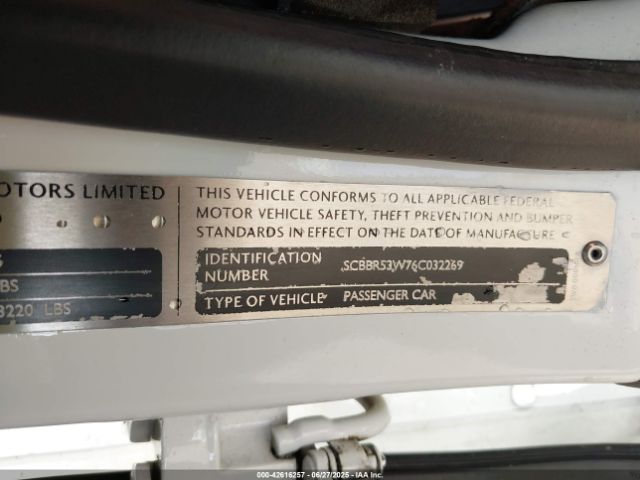 OTORS LIMITED
BS
3220 LBS
THIS VEHICLE CONFORMS TO ALL APPLICABLE FEDERAL
MOTOR VEHICLE SAFETY, THEFT PREVENTION AND BUMPER
STANDARDS IN EFFECT ON THE DATE OF MANUFACTURE
IDENTIFICATION
NUMBER
SCBBR53W76C032269
TYPE OF VEHICLE
PASSENGER CAR
000-42616257 - 06/27/2025 - IAAI.COM